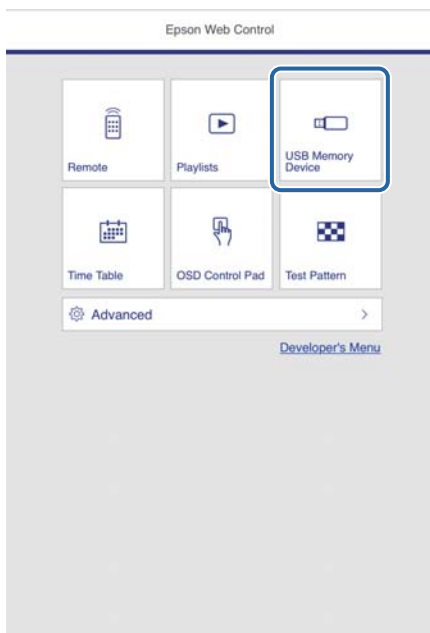 Epson Web Control
Remote
Playlists
USB Memory
Device
Time Table
OSD Control Pad
Test Pattern
Advanced
Developer's Menu